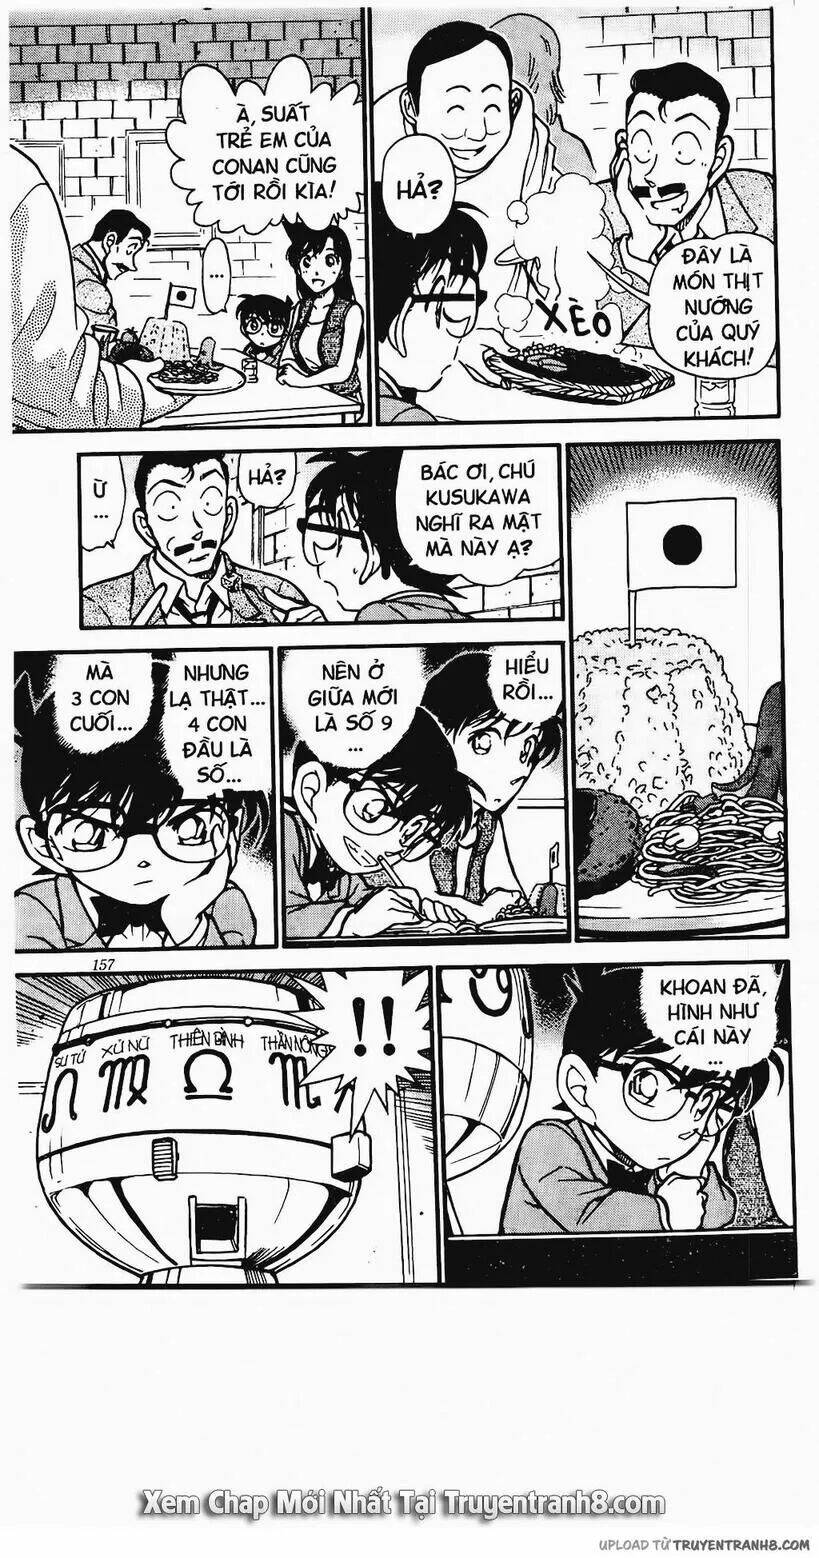 ĐÂY LÀ
MÓN THỊT
NƯỚNG
CỦA QUÝ
KHÁCH!
HẢ?
XÈO
À, SUẤT
TRẺ EM CỦA
CONAN CŨNG
TỚI RỒI KÌA!
...
BÁC ƠI, CHÚ
KUSUKAWA
NGHĨ RA MẬT
MÃ NÀY Ạ?
HẢ?
Ừ
...
HIỂU
RỒI...
NÊN Ở
GIỮA MỚI
LÀ SỐ 9
...
NHƯNG
LẠ THẬT...
4 CON
ĐẦU LÀ
SỐ...
MÀ
3 CON
CUỐI...
157
KHOAN ĐÃ,
HÌNH NHƯ
CÁI NÀY
...
!!
SƯ TỬ
XỬ NỮ
THIÊN BÌNH
THẦN NÔNG
Xem Chap Mới Nhất Tại Truyentranh8.com
UPLOAD TỪ TRUYENTRANH8.COM